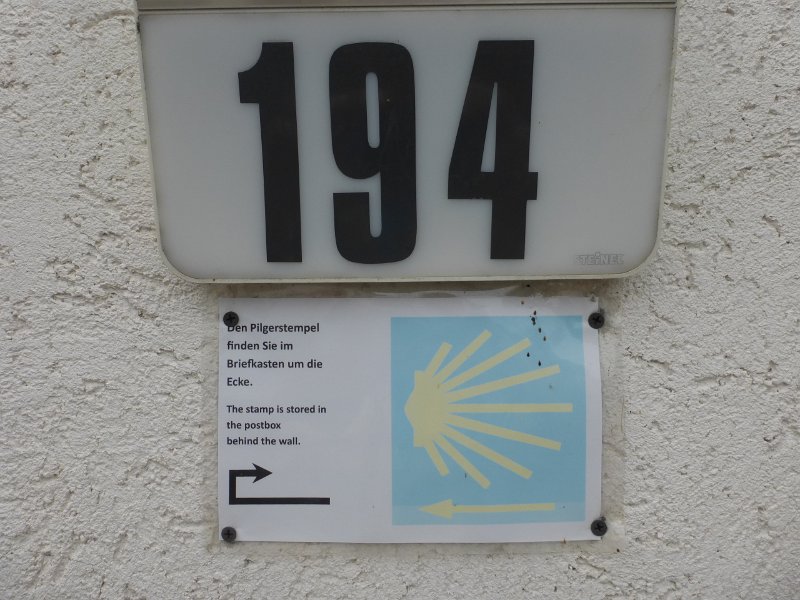 194
STEINEL
Den Pilgerstempel
finden Sie im
Briefkasten um die
Ecke.
The stamp is stored in
the postbox
behind the wall.